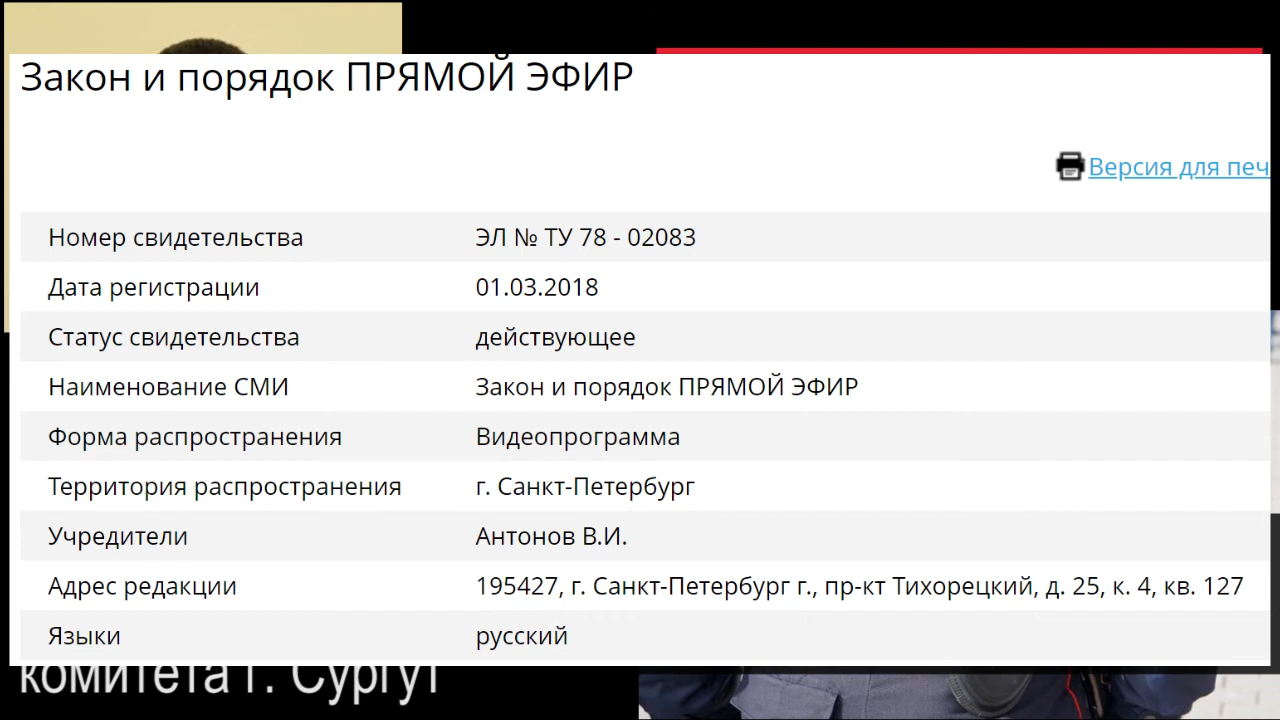 Закон и порядок ПРЯМОЙ ЭФИР
Версия для печ
Номер свидетельства ЭЛ № ТУ 78 - 02083
Дата регистрации 01.03.2018
Статус свидетельства действующее
Наименование СМИ Закон и порядок ПРЯМОЙ ЭФИР
Форма распространения Видеопрограмма
Территория распространения г. Санкт-Петербург
Учредители Антонов В.И.
Адрес редакции 195427, г. Санкт-Петербург г., пр-кт Тихорецкий, д. 25, к. 4, кв. 127
Языки русский
комитета г. Сургут